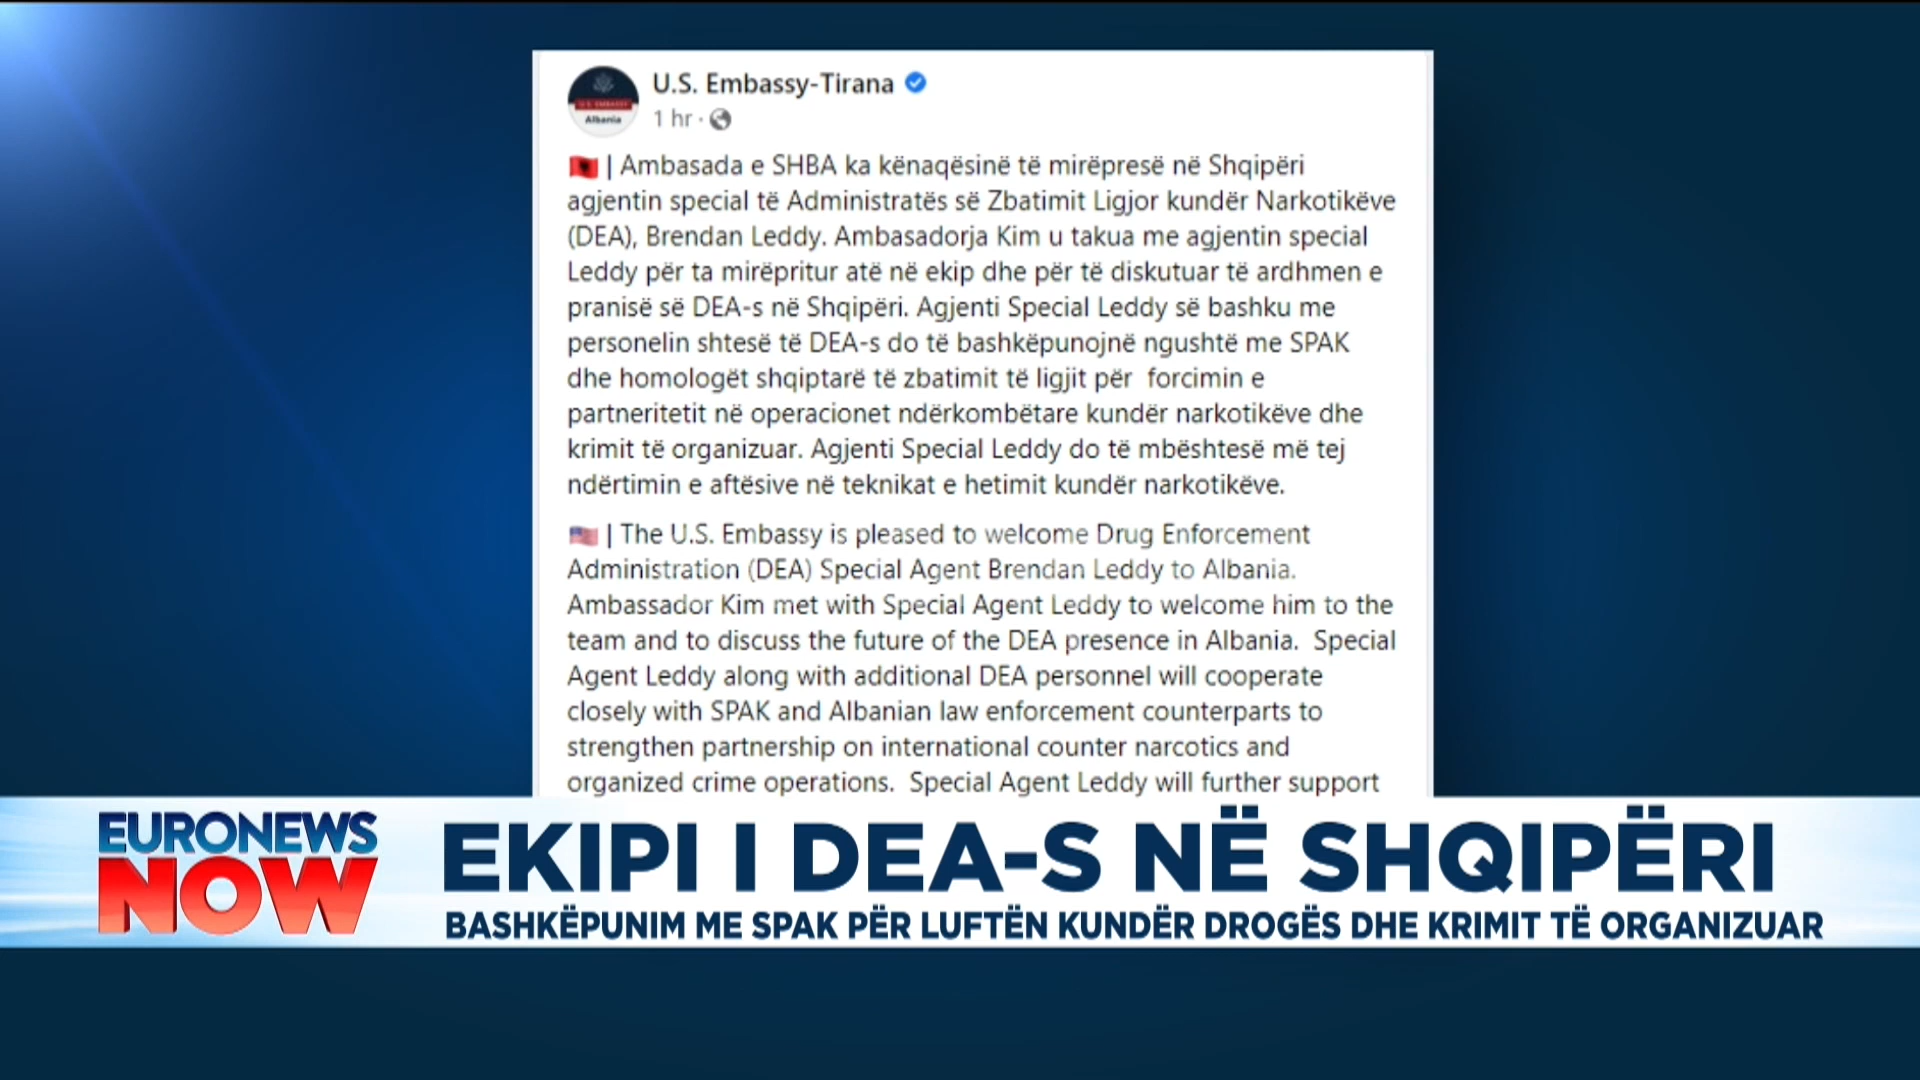 U.S. EMBASSY
Albania
U.S. Embassy-Tirana
1 hr ·
| Ambasada e SHBA ka kënaqësinë të mirëpresë në Shqipëri
agjentin special të Administratës së Zbatimit Ligjor kundër Narkotikëve
(DEA), Brendan Leddy. Ambasadorja Kim u takua me agjentin special
Leddy për ta mirëpritur atë në ekip dhe për të diskutuar të ardhmen e
pranisë së DEA-s në Shqipëri. Agjenti Special Leddy së bashku me
personelin shtesë të DEA-s do të bashkëpunojnë ngushtë me SPAK
dhe homologët shqiptarë të zbatimit të ligjit për forcimin e
partneritetit në operacionet ndërkombëtare kundër narkotikëve dhe
krimit të organizuar. Agjenti Special Leddy do të mbështesë më tej
ndërtimin e aftësive në teknikat e hetimit kundër narkotikëve.
| The U.S. Embassy is pleased to welcome Drug Enforcement
Administration (DEA) Special Agent Brendan Leddy to Albania.
Ambassador Kim met with Special Agent Leddy to welcome him to the
team and to discuss the future of the DEA presence in Albania. Special
Agent Leddy along with additional DEA personnel will cooperate
closely with SPAK and Albanian law enforcement counterparts to
strengthen partnership on international counter narcotics and
organized crime operations. Special Agent Leddy will further support
EURONEWS
NOW
EKIPI I DEA-S NË SHQIPËRI
BASHKËPUNIM ME SPAK PËR LUFTËN KUNDËR DROGËS DHE KRIMIT TË ORGANIZUAR